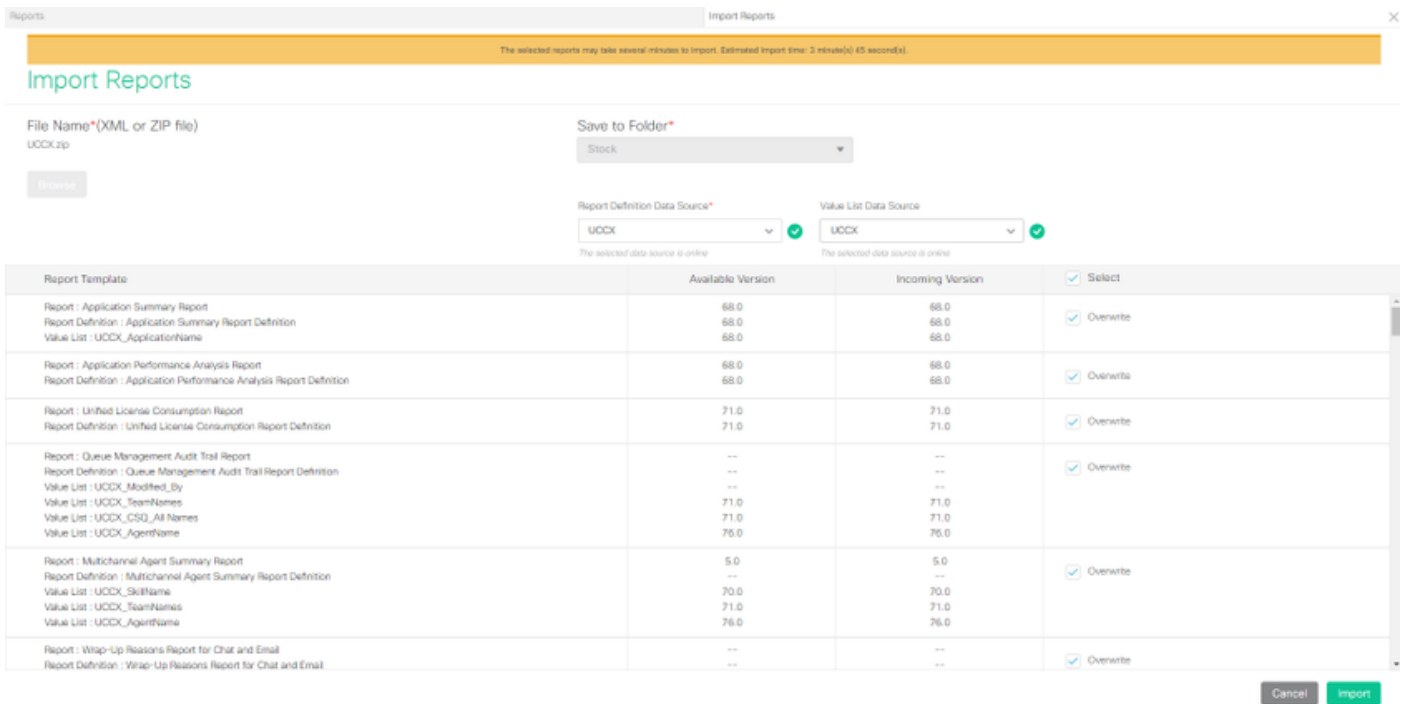 Reports
Import Reports
The selected reports may take several minutes to import. Estimated import time: 3 minute(s) 45 second(s).
Import Reports
File Name*(XML or ZIP file)
Save to Folder*
UCCX.zip
Stock
Browse
Report Definition Data Source*
Value List Data Source
UCCX
UCCX
The selected data source is online
The selected data source is online
Report Template
Available Version
Incoming Version
Select
Report : Application Summary Report
68.0
68.0
Overwrite
Report Definition : Application Summary Report Definition
68.0
68.0
Value List : UCCX_ApplicationName
68.0
68.0
Report : Application Performance Analysis Report
68.0
68.0
Overwrite
Report Definition : Application Performance Analysis Report Definition
68.0
68.0
Report : Unified License Consumption Report
71.0
71.0
Overwrite
Report Definition : Unified License Consumption Report Definition
71.0
71.0
Report : Queue Management Audit Trail Report
--
--
Overwrite
Report Definition : Queue Management Audit Trail Report Definition
--
--
Value List : UCCX_Modified_By
--
--
Value List : UCCX_TeamNames
71.0
71.0
Value List : UCCX_CSQ_All Names
71.0
71.0
Value List : UCCX_AgentName
76.0
76.0
Report : Multichannel Agent Summary Report
5.0
5.0
Overwrite
Report Definition : Multichannel Agent Summary Report Definition
--
--
Value List : UCCX_SkillName
70.0
70.0
Value List : UCCX_TeamNames
71.0
71.0
Value List : UCCX_AgentName
76.0
76.0
Report : Wrap-Up Reasons Report for Chat and Email
--
--
Overwrite
Report Definition : Wrap-Up Reasons Report for Chat and Email
--
--
Cancel
Import